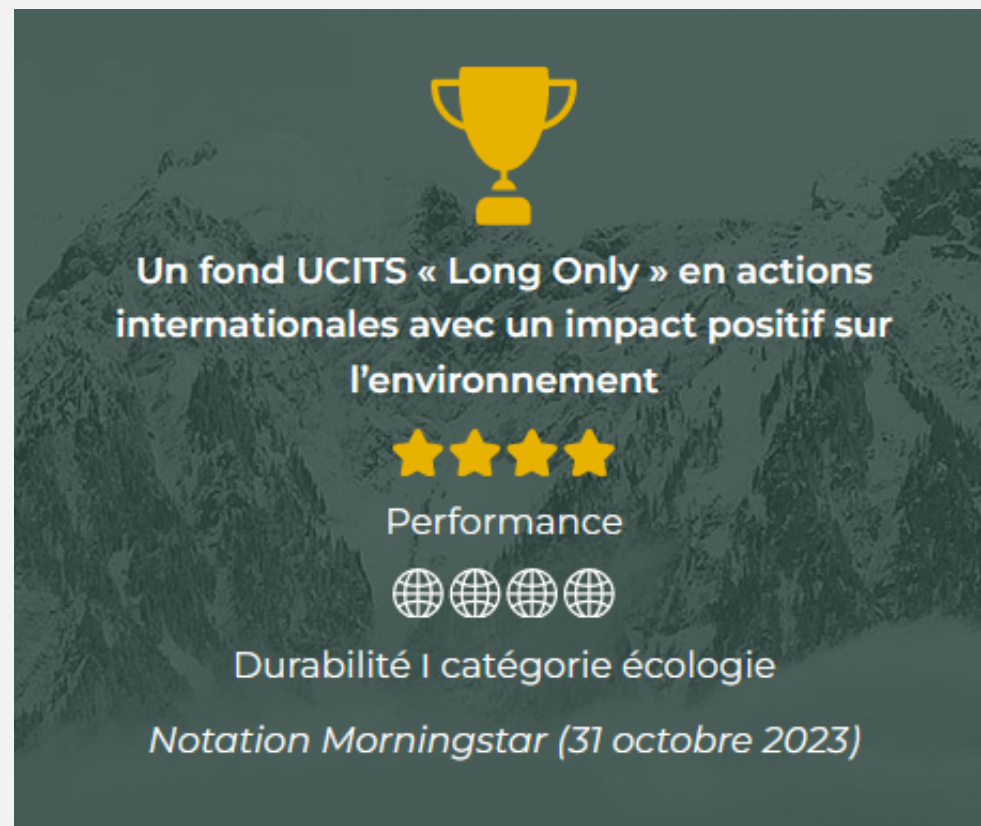 Un fond UCITS « Long Only » en actions
internationales avec un impact positif sur
l’environnement
Performance
Durabilité I catégorie écologie
Notation Morningstar (31 octobre 2023)